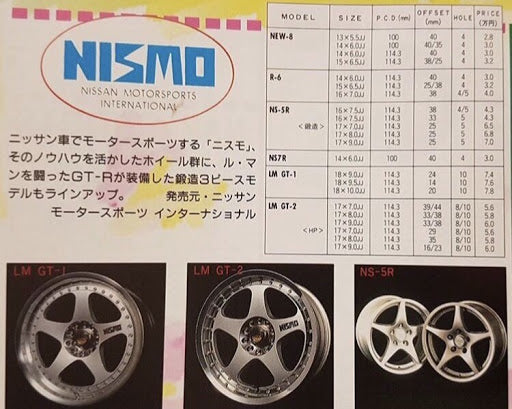 NISMO
NISSAN MOTORSPORTS
INTERNATIONAL
ニッサン車でモータースポーツする「ニスモ」、
そのノウハウを活かしたホイール群に、ル・マ
ンを闘ったGT-Rが装備した鍛造3ピースモ
デルもラインアップ。 発売元・ニッサン
モータースポーツ インターナショナル
MODEL SIZE P.C.D.(mm) OFFSET (mm) HOLE PRICE (万円)
NEW-8 13×5.5JJ 100 40 4 2.8
14×6.0JJ 100 40/35 4 3.0
14×6.0JJ 114.3 40 4 3.0
15×6.5JJ 114.3 38/25 4 3.2
R-6 14×6.0JJ 114.3 40 4 3.0
15×6.5JJ 114.3 25/38 4 3.2
16×7.0JJ 114.3 38 4/5 4.0
NS-5R 16×7.5JJ 114.3 38 4/5 4.3
16×7.5JJ 114.3 33 5 4.3
<鍛造> 17×8.0JJ 114.3 25 5 6.5
17×9.0JJ 114.3 25 5 6.8
17×9.0JJ 114.3 25 5 7.0
NS7R 14×6.0JJ 100 40 4 3.0
LM GT-1 18×9.0JJ 114.3 24 10 7.4
18×9.5JJ 114.3 14 10 7.6
18×10.0JJ 114.3 20 10 7.8
LM GT-2 17×7.0JJ 114.3 39/44 8/10 5.6
17×8.0JJ 114.3 33/38 8/10 5.8
17×9.0JJ 114.3 33/38 8/10 6.0
<HP> 17×7.0JJ 114.3 29 8/10 5.6
17×8.0JJ 114.3 35 8/10 5.8
17×9.0JJ 114.3 16/23 8/10 6.0
LM GT-1
LM GT-2
NS-5R
NISMO
NISMO